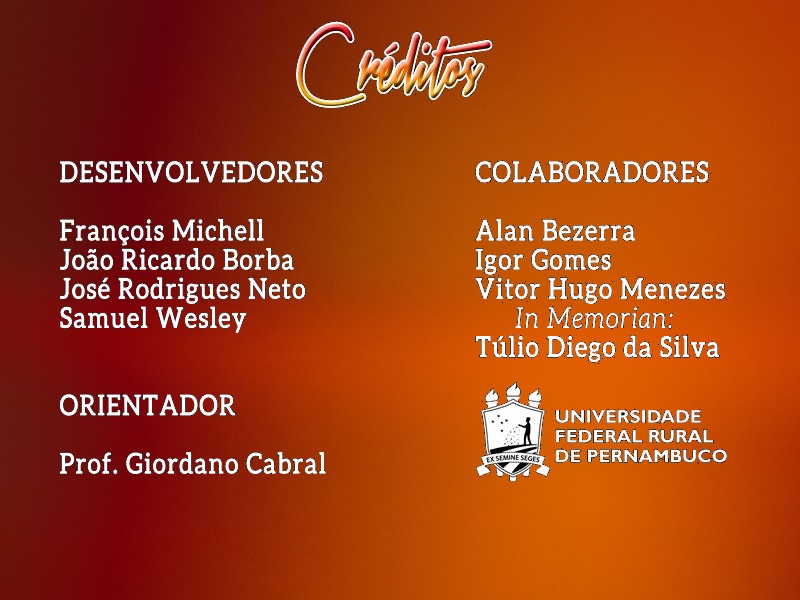 Créditos
DESENVOLVEDORES
François Michell
João Ricardo Borba
José Rodrigues Neto
Samuel Wesley
ORIENTADOR
Prof. Giordano Cabral
COLABORADORES
Alan Bezerra
Igor Gomes
Vitor Hugo Menezes
In Memorian:
Túlio Diego da Silva
EX SEMINE SEGES
UNIVERSIDADE
FEDERAL RURAL
DE PERNAMBUCO